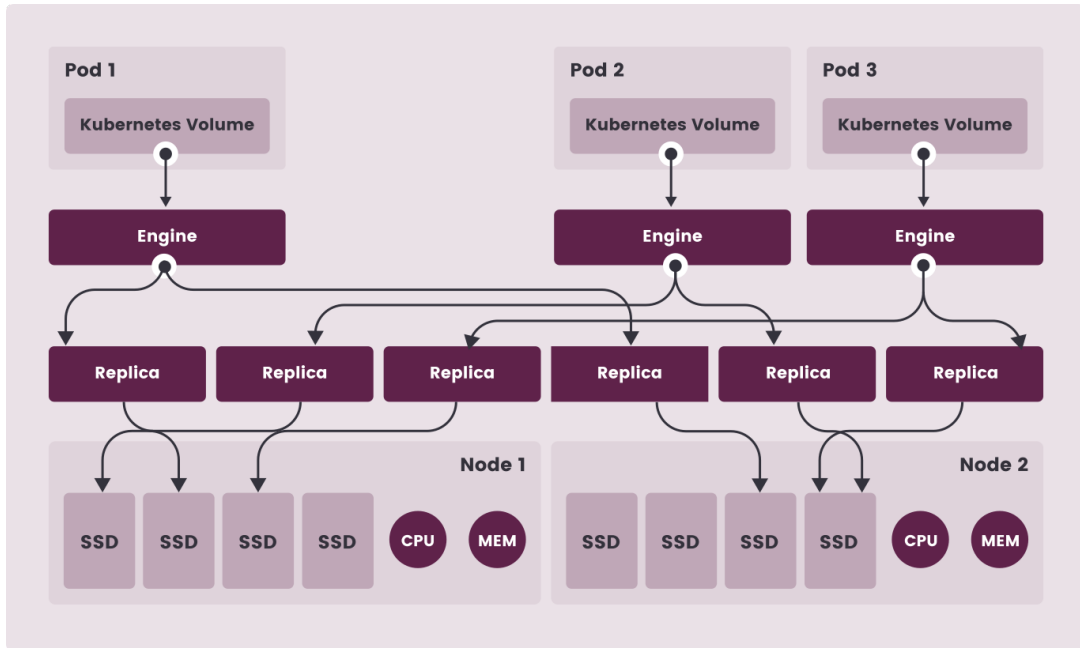 Pod 1
Pod 2
Pod 3
Kubernetes Volume
Kubernetes Volume
Kubernetes Volume
Engine
Engine
Engine
Replica
Replica
Replica
Replica
Replica
Replica
Node 1
Node 2
SSD
SSD
SSD
SSD
CPU
MEM
SSD
SSD
SSD
SSD
CPU
MEM